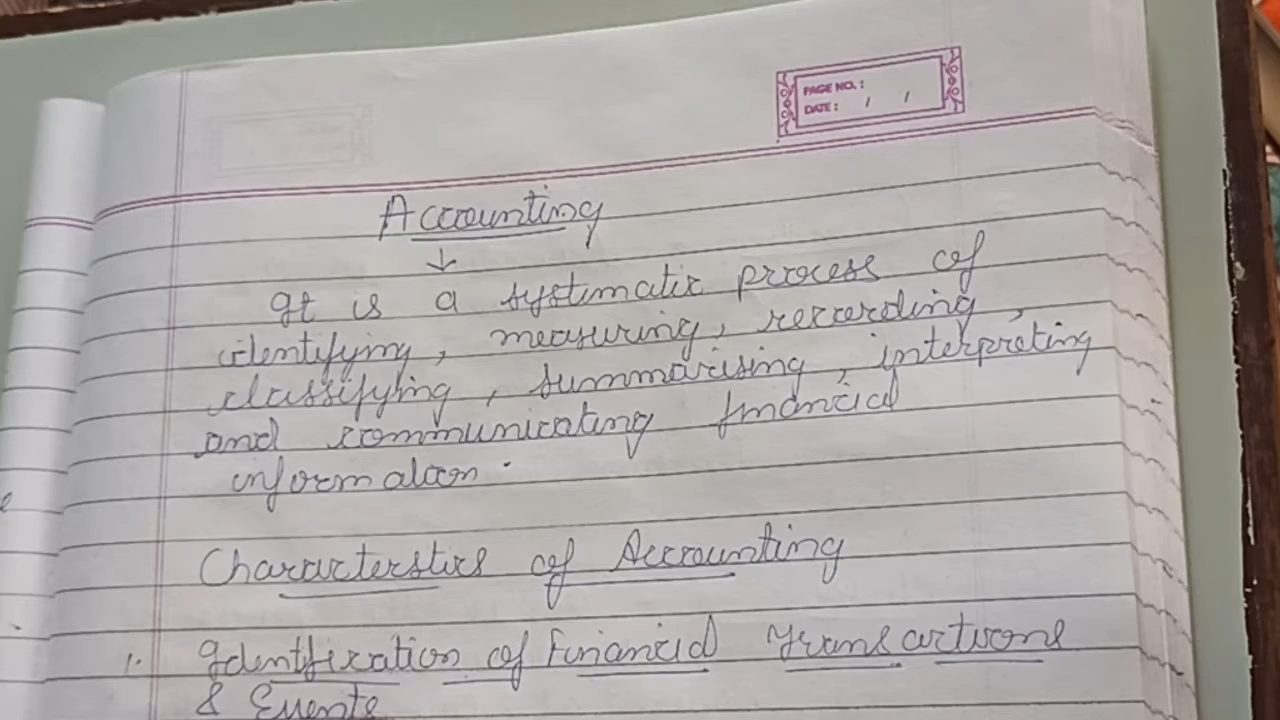 PAGE NO. :
DATE : / /
Accounting
↓
It is a systematic process of
identifying, measuring, recording,
classifying, summarising, interpreting
and communicating financial
information.
Characterstics of Accounting
1. Identification of Financial Transactions
& Events